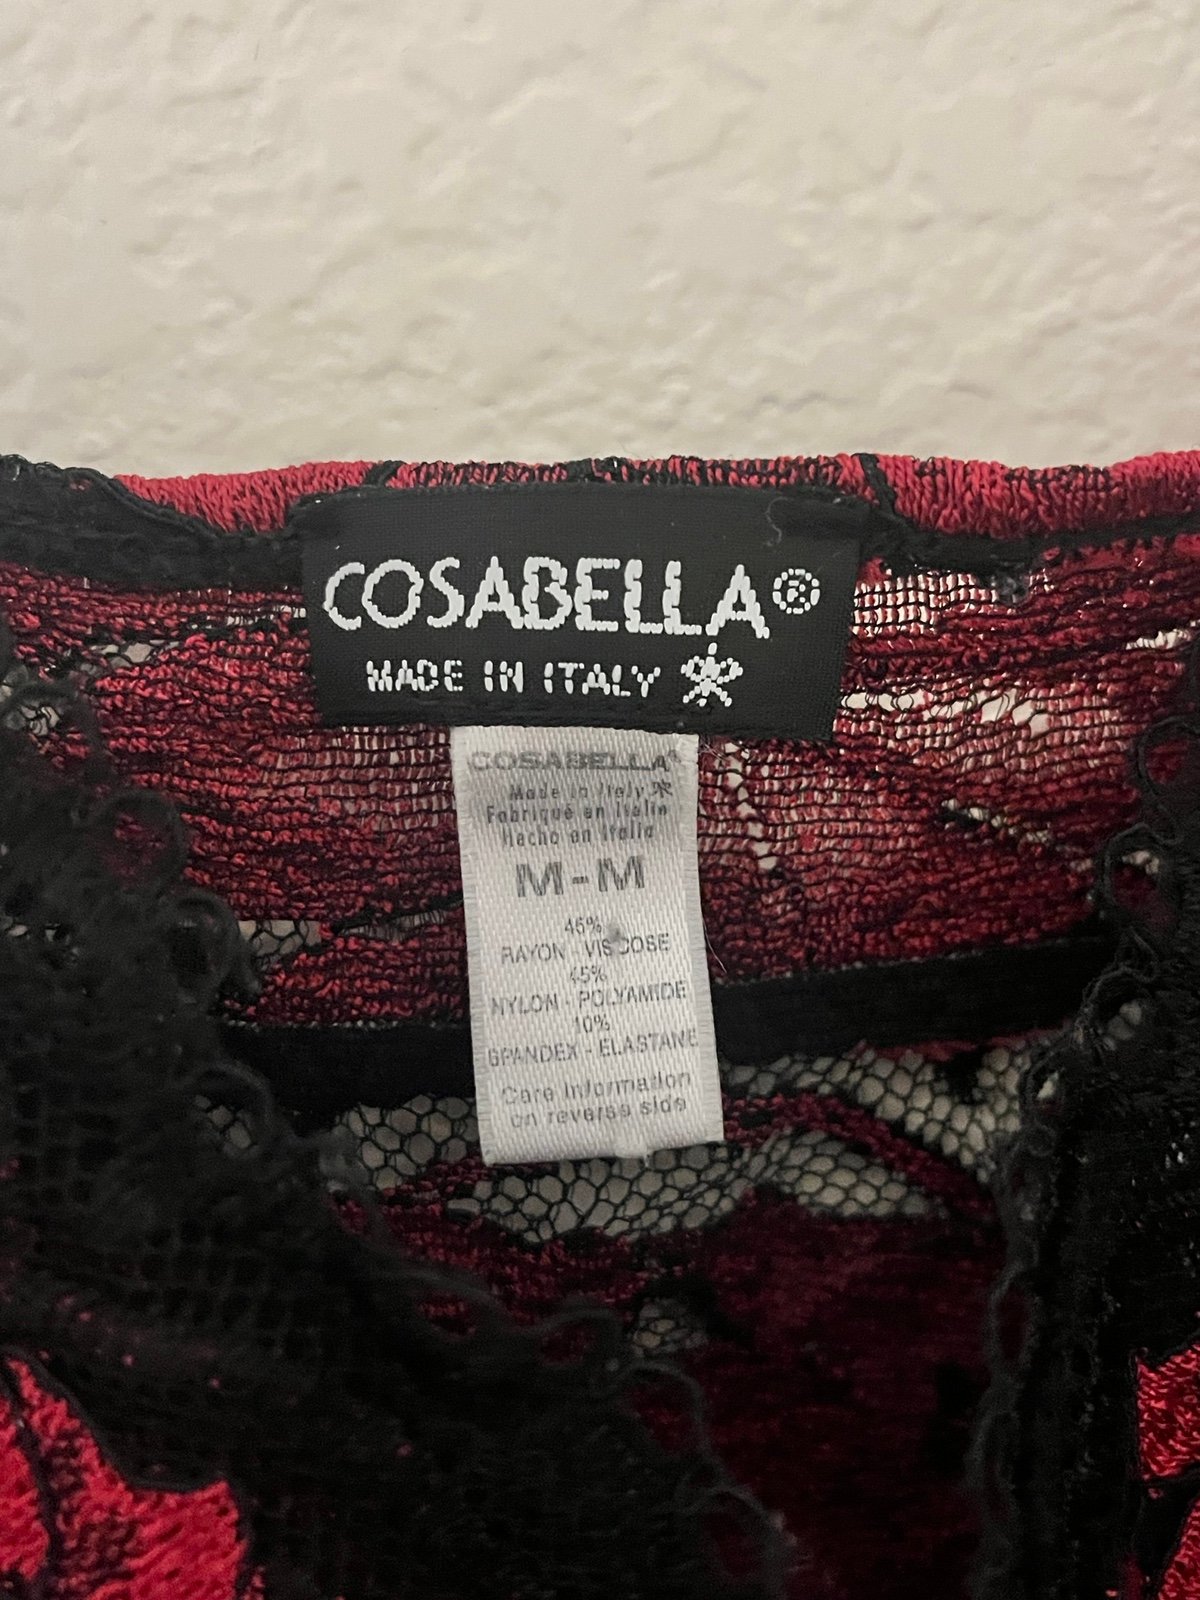 COSABELLA®
MADE IN ITALY
COSABELLA
Made in Italy
Fabriqué en Italie
Hecho en Italia
M-M
45%
RAYON - VISCOSE
45%
NYLON - POLYAMIDE
10%
SPANDEX - ELASTANE
Care information
on reverse side